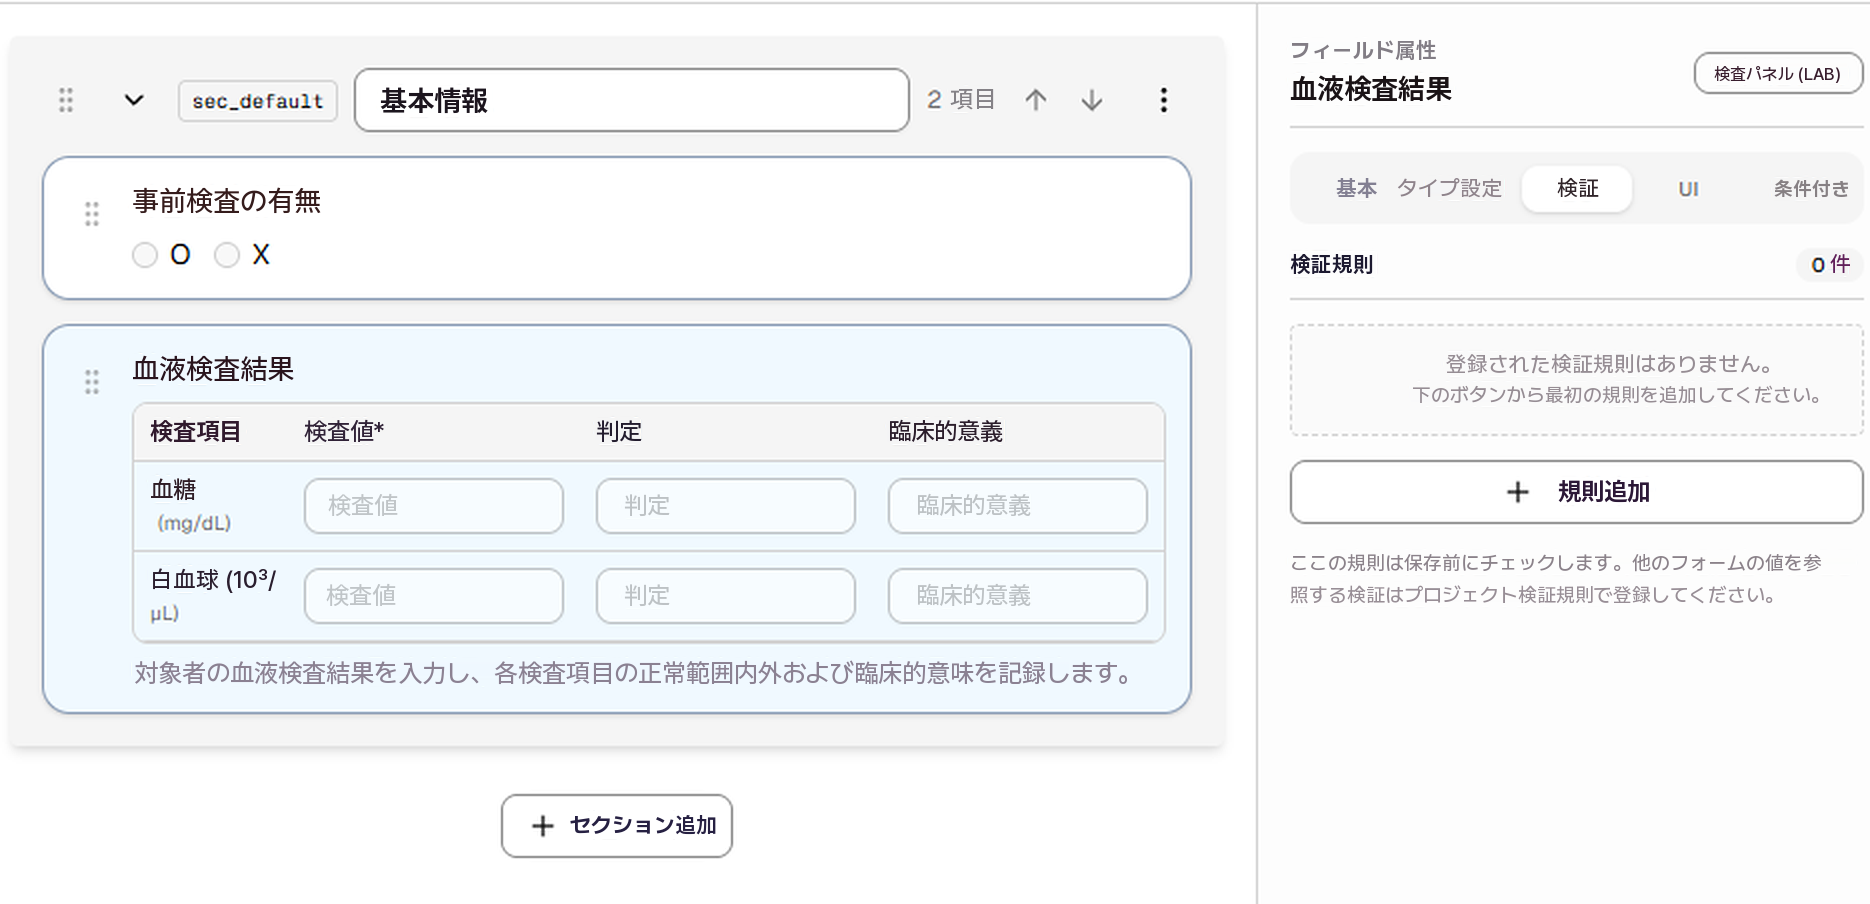 sec_default
基本情報
2 項目
事前検査の有無
O X
血液検査結果
検査項目 検査値* 判定 臨床的意義
血糖
(mg/dL)
検査値 判定 臨床的意義
白血球 (10³/
μL)
検査値 判定 臨床的意義
対象者の血液検査結果を入力し、各検査項目の正常範囲内外および臨床的意味を記録します。
セクション追加
フィールド属性
血液検査結果
検査パネル (LAB)
基本 タイプ設定 検証 UI 条件付き
検証規則
0 件
登録された検証規則はありません。
下のボタンから最初の規則を追加してください。
規則追加
ここの規則は保存前にチェックします。他のフォームの値を参
照する検証はプロジェクト検証規則で登録してください。